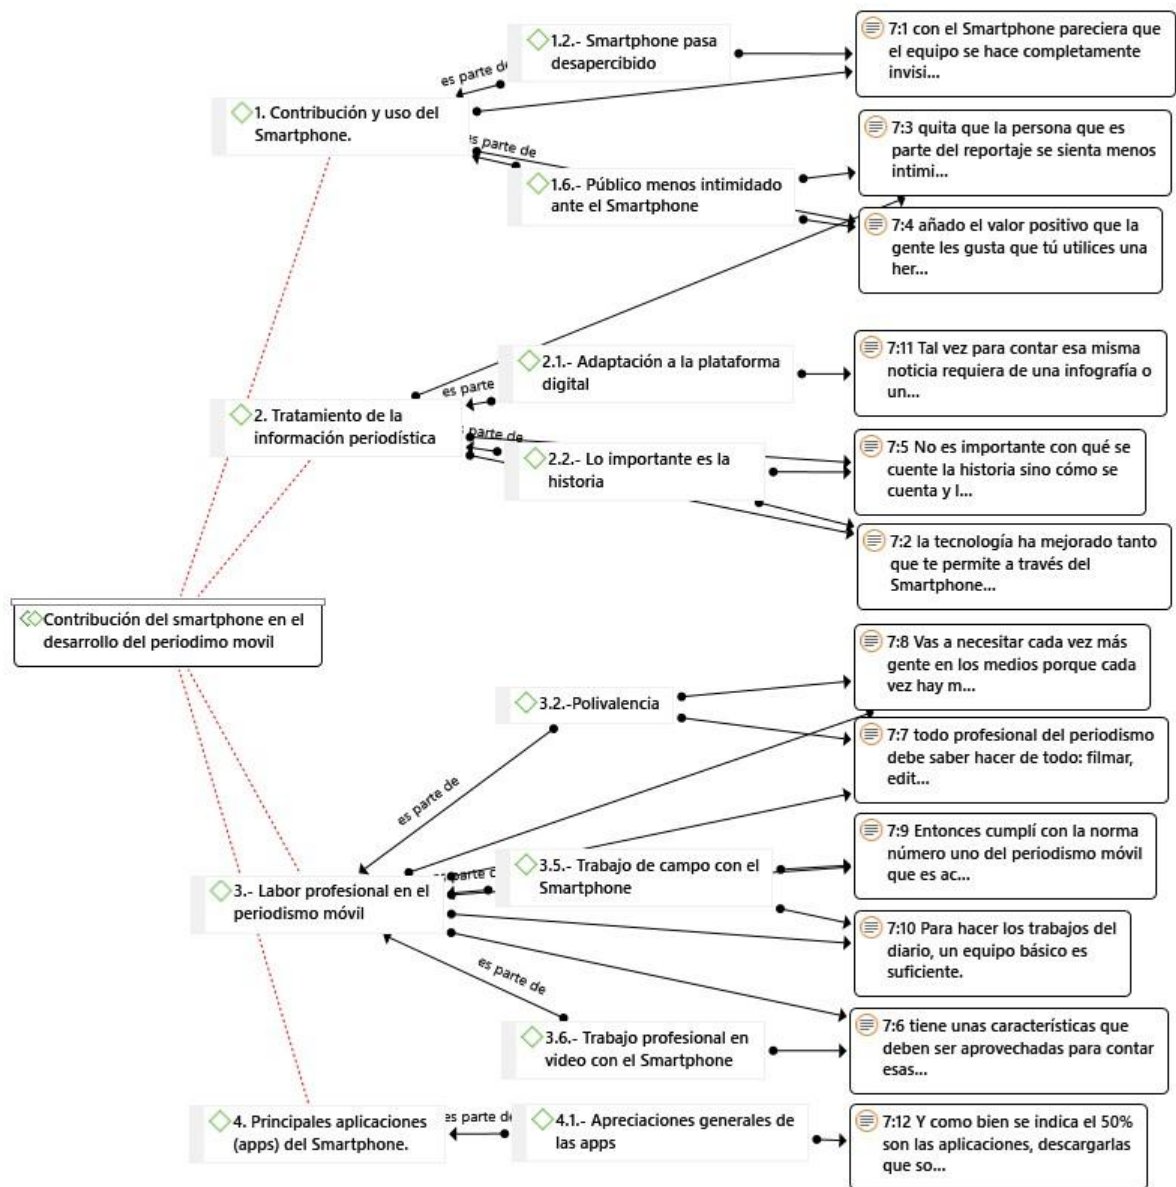 1.2.- Smartphone pasa
desapercibido
7:1 con el Smartphone pareciera que
el equipo se hace completamente
invisi...
es parte de
1. Contribución y uso del
Smartphone.
es parte de
7:3 quita que la persona que es
parte del reportaje se sienta menos
intimi...
1.6.- Público menos intimidado
ante el Smartphone
7:4 añado el valor positivo que la
gente les gusta que tú utilices una
her...
2.1.- Adaptación a la plataforma
digital
7:11 Tal vez para contar esa misma
noticia requiera de una infografía o
un...
es parte
2. Tratamiento de la
información periodística
parte de
2.2.- Lo importante es la
historia
7:5 No es importante con qué se
cuente la historia sino cómo se
cuenta y l...
7:2 la tecnología ha mejorado tanto
que te permite a través del
Smartphone...
Contribución del smartphone en el
desarrollo del periodimo movil
7:8 Vas a necesitar cada vez más
gente en los medios porque cada
vez hay m...
3.2.-Polivalencia
7:7 todo profesional del periodismo
debe saber hacer de todo: filmar,
edit...
es parte de
7:9 Entonces cumplí con la norma
número uno del periodismo móvil
que es ac...
3.5.- Trabajo de campo con el
Smartphone
parte
3.- Labor profesional en el
periodismo móvil
7:10 Para hacer los trabajos del
diario, un equipo básico es
suficiente.
es parte de
7:6 tiene unas características que
deben ser aprovechadas para contar
esas...
3.6.- Trabajo profesional en
video con el Smartphone
4. Principales aplicaciones
(apps) del Smartphone.
es parte de
4.1.- Apreciaciones generales de
las apps
7:12 Y como bien se indica el 50%
son las aplicaciones, descargarlas
que so...